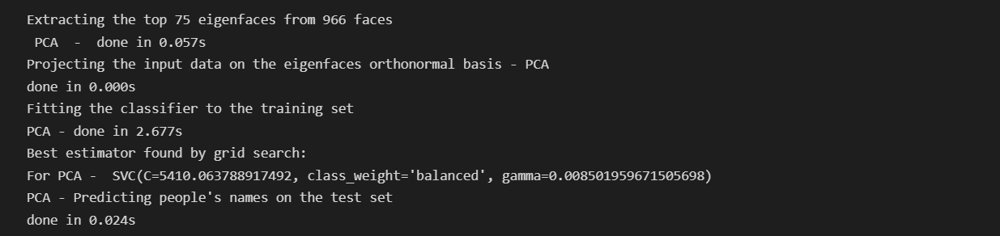 Extracting the top 75 eigenfaces from 966 faces
PCA  -  done in 0.057s
Projecting the input data on the eigenfaces orthonormal basis - PCA
done in 0.000s
Fitting the classifier to the training set
PCA - done in 2.677s
Best estimator found by grid search:
For PCA -  SVC(C=5410.063788917492, class_weight='balanced', gamma=0.008501959671505698)
PCA - Predicting people's names on the test set
done in 0.024s